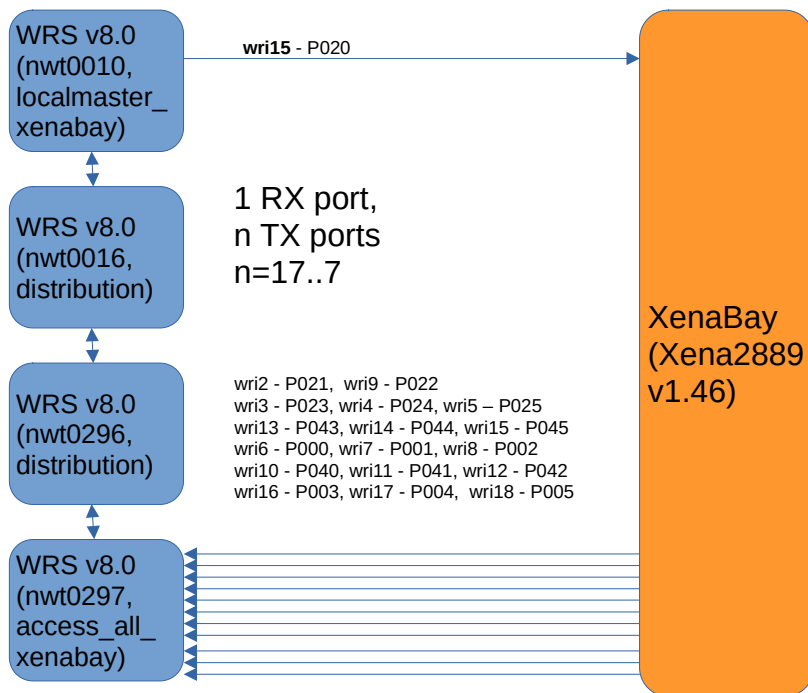 WRS v8.0
(nwt0010,
localmaster_
xenabay)
wri15 - P020
WRS v8.0
(nwt0016,
distribution)
1 RX port,
n TX ports
n=17..7
XenaBay
(Xena2889
v1.46)
WRS v8.0
(nwt0296,
distribution)
wri2 - P021,  wri9 - P022
wri3 - P023, wri4 - P024, wri5 – P025
wri13 - P043, wri14 - P044, wri15 - P045
wri6 - P000, wri7 - P001, wri8 - P002
wri10 - P040, wri11 - P041, wri12 - P042
wri16 - P003, wri17 - P004,  wri18 - P005
WRS v8.0
(nwt0297,
access_all_
xenabay)